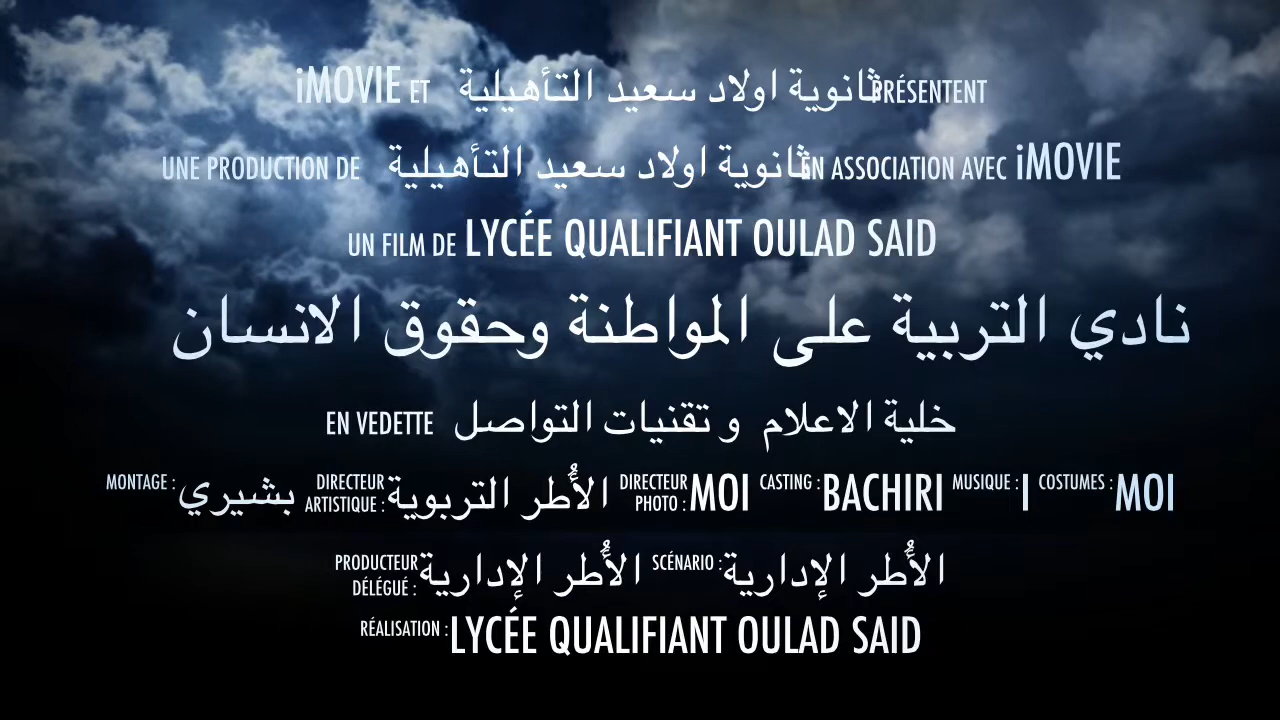 iMOVIE ET ثانوية اولاد سعيد التأهيلية PRÉSENTENT
UNE PRODUCTION DE ثانوية اولاد سعيد التأهيلية EN ASSOCIATION AVEC iMOVIE
UN FILM DE LYCÉE QUALIFIANT OULAD SAID
نادي التربية على المواطنة وحقوق الانسان
EN VEDETTE خلية الاعلام و تقنيات التواصل
MONTAGE : بشيري DIRECTEUR ARTISTIQUE : الأُطر التربوية DIRECTEUR PHOTO : MOI CASTING : BACHIRI MUSIQUE : I COSTUMES : MOI
PRODUCTEUR DÉLÉGUÉ : الأُطر الإدارية SCÉNARIO : الأُطر الإدارية
RÉALISATION : LYCÉE QUALIFIANT OULAD SAID